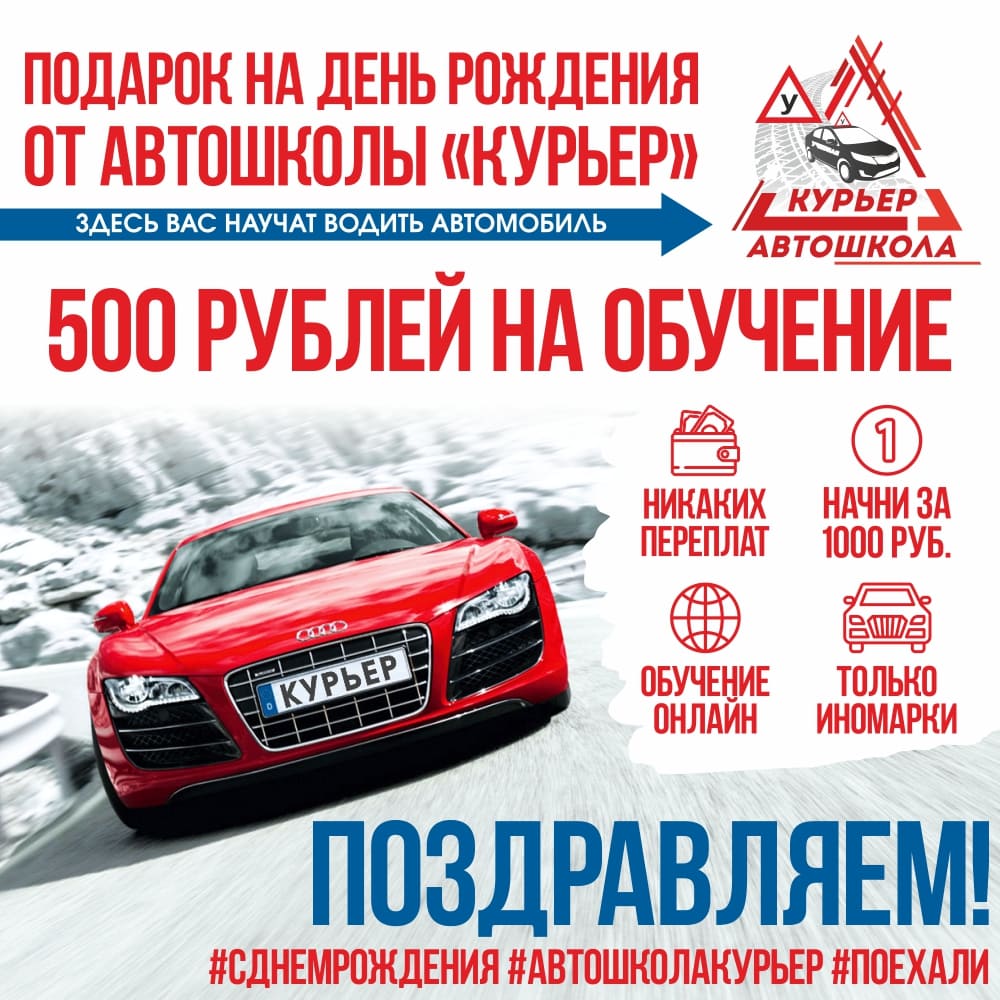 ПОДАРОК НА ДЕНЬ РОЖДЕНИЯ
ОТ АВТОШКОЛЫ «КУРЬЕР»
ЗДЕСЬ ВАС НАУЧАТ ВОДИТЬ АВТОМОБИЛЬ
У
У
КУРЬЕР
АВТОШКОЛА
500 РУБЛЕЙ НА ОБУЧЕНИЕ
НИКАКИХ
ПЕРЕПЛАТ
1
НАЧНИ ЗА
1000 РУБ.
ОБУЧЕНИЕ
ОНЛАЙН
ТОЛЬКО
ИНОМАРКИ
D КУРЬЕР
ПОЗДРАВЛЯЕМ!
#СДНЕМРОЖДЕНИЯ #АВТОШКОЛАКУРЬЕР #ПОЕХАЛИ